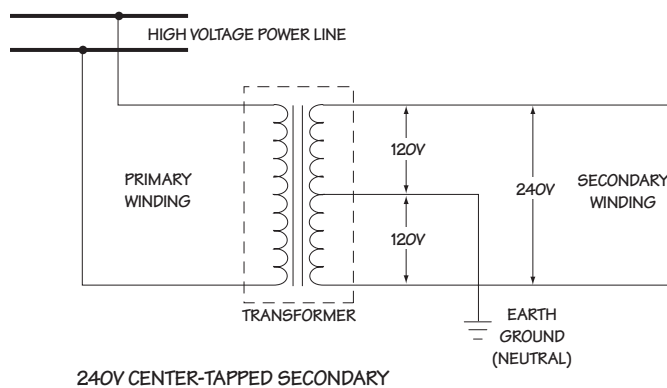 HIGH VOLTAGE POWER LINE
PRIMARY
WINDING
120V
120V
240V
SECONDARY
WINDING
TRANSFORMER
EARTH
GROUND
(NEUTRAL)
240V CENTER-TAPPED SECONDARY